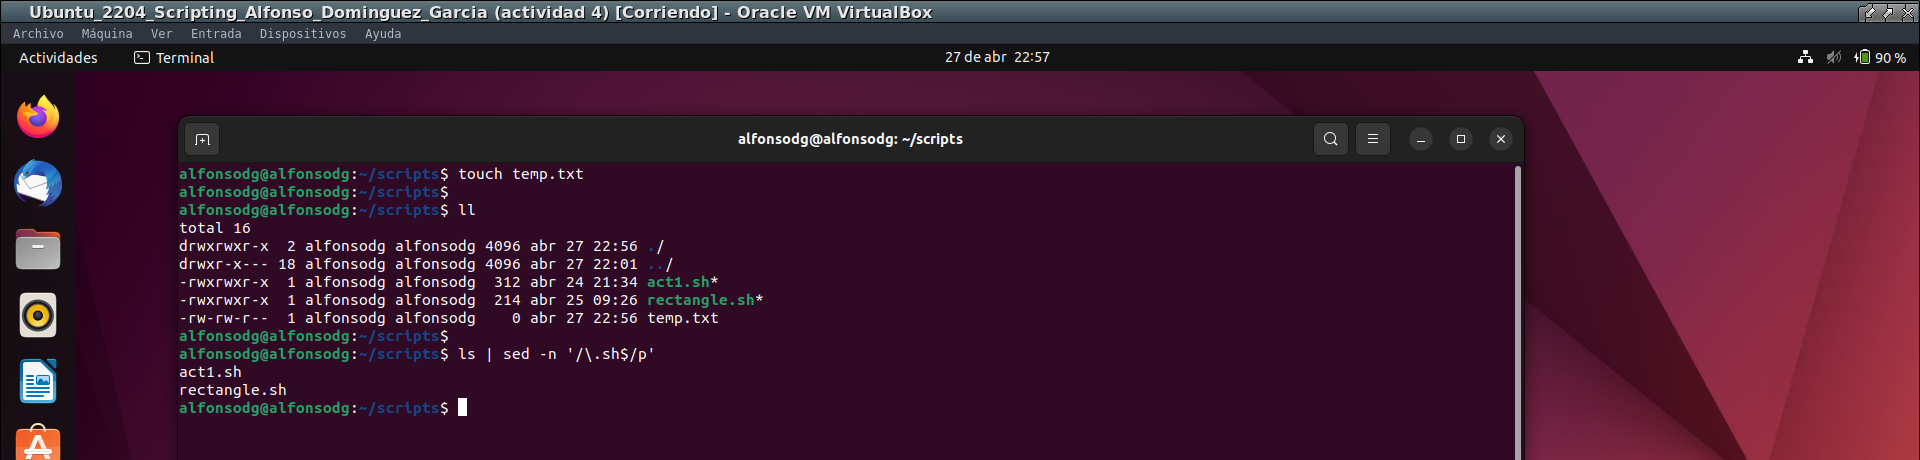 Ubuntu_2204_Scripting_Alfonso_Dominguez_Garcia (actividad 4) [Corriendo] - Oracle VM VirtualBox
Archivo Máquina Ver Entrada Dispositivos Ayuda
Actividades Terminal 27 de abr 22:57 90 %
alfonsodg@alfonsodg: ~/scripts
alfonsodg@alfonsodg:~/scripts$ touch temp.txt
alfonsodg@alfonsodg:~/scripts$
alfonsodg@alfonsodg:~/scripts$ ll
total 16
drwxrwxr-x  2 alfonsodg alfonsodg 4096 abr 27 22:56 ./
drwxr-x--- 18 alfonsodg alfonsodg 4096 abr 27 22:01 ../
-rwxrwxr-x  1 alfonsodg alfonsodg  312 abr 24 21:34 act1.sh*
-rwxrwxr-x  1 alfonsodg alfonsodg  214 abr 25 09:26 rectangle.sh*
-rw-rw-r--  1 alfonsodg alfonsodg    0 abr 27 22:56 temp.txt
alfonsodg@alfonsodg:~/scripts$
alfonsodg@alfonsodg:~/scripts$ ls | sed -n '/\.sh$/p'
act1.sh
rectangle.sh
alfonsodg@alfonsodg:~/scripts$